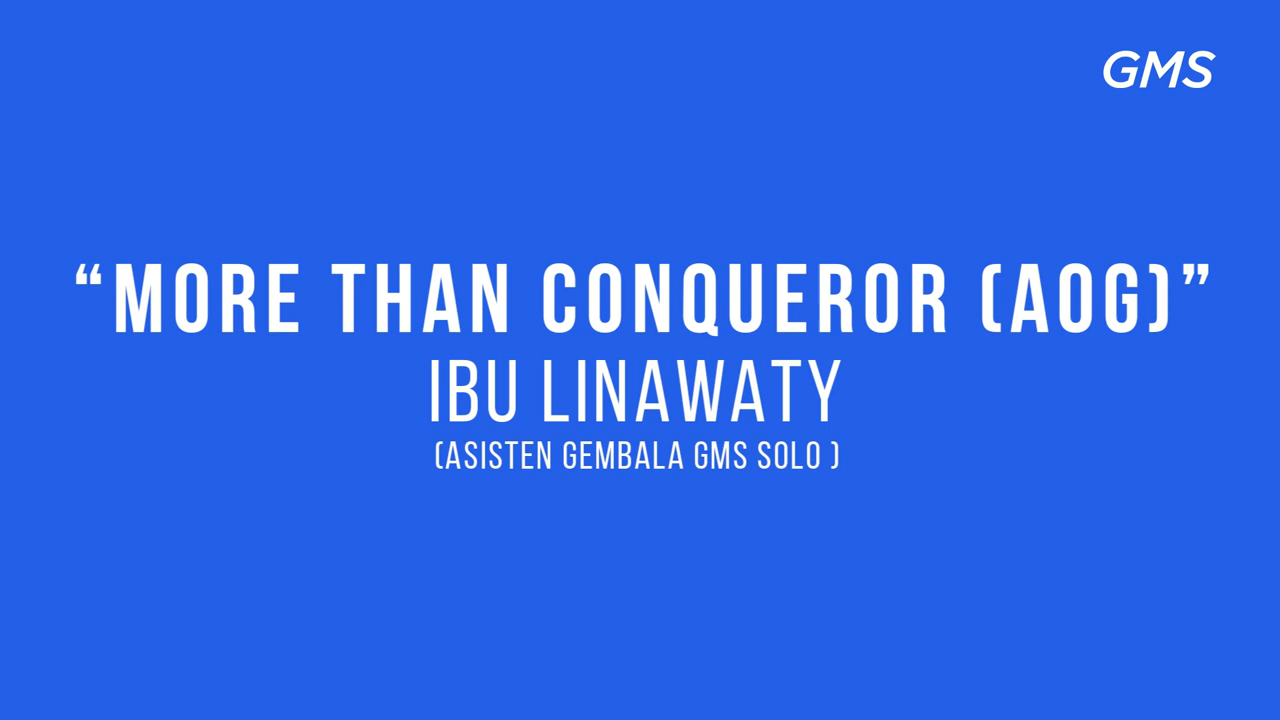 GMS
“MORE THAN CONQUEROR (AOG)”
IBU LINAWATY
(ASISTEN GEMBALA GMS SOLO )